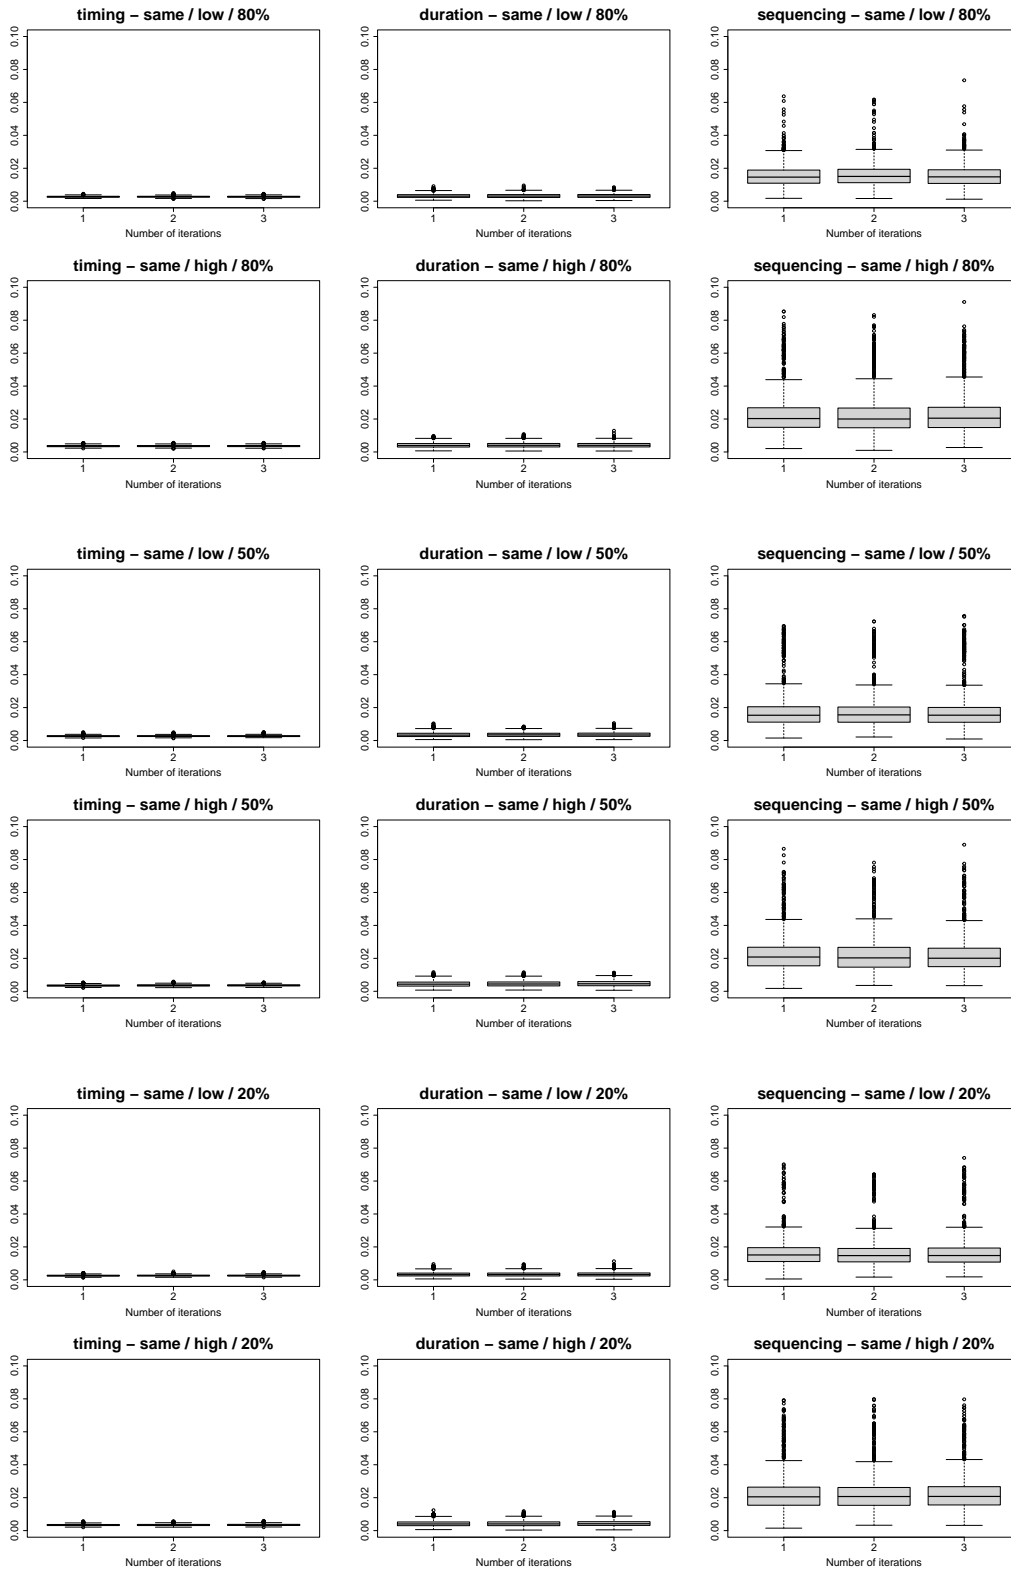 timing – same / low / 80%
duration – same / low / 80%
sequencing – same / low / 80%
0.00 0.02 0.04 0.06 0.08 0.10
0.00 0.02 0.04 0.06 0.08 0.10
0.00 0.02 0.04 0.06 0.08 0.10
1 2 3
1 2 3
1 2 3
Number of iterations
Number of iterations
Number of iterations
timing – same / high / 80%
duration – same / high / 80%
sequencing – same / high / 80%
0.00 0.02 0.04 0.06 0.08 0.10
0.00 0.02 0.04 0.06 0.08 0.10
0.00 0.02 0.04 0.06 0.08 0.10
1 2 3
1 2 3
1 2 3
Number of iterations
Number of iterations
Number of iterations
timing – same / low / 50%
duration – same / low / 50%
sequencing – same / low / 50%
0.00 0.02 0.04 0.06 0.08 0.10
0.00 0.02 0.04 0.06 0.08 0.10
0.00 0.02 0.04 0.06 0.08 0.10
1 2 3
1 2 3
1 2 3
Number of iterations
Number of iterations
Number of iterations
timing – same / high / 50%
duration – same / high / 50%
sequencing – same / high / 50%
0.00 0.02 0.04 0.06 0.08 0.10
0.00 0.02 0.04 0.06 0.08 0.10
0.00 0.02 0.04 0.06 0.08 0.10
1 2 3
1 2 3
1 2 3
Number of iterations
Number of iterations
Number of iterations
timing – same / low / 20%
duration – same / low / 20%
sequencing – same / low / 20%
0.00 0.02 0.04 0.06 0.08 0.10
0.00 0.02 0.04 0.06 0.08 0.10
0.00 0.02 0.04 0.06 0.08 0.10
1 2 3
1 2 3
1 2 3
Number of iterations
Number of iterations
Number of iterations
timing – same / high / 20%
duration – same / high / 20%
sequencing – same / high / 20%
0.00 0.02 0.04 0.06 0.08 0.10
0.00 0.02 0.04 0.06 0.08 0.10
0.00 0.02 0.04 0.06 0.08 0.10
1 2 3
1 2 3
1 2 3
Number of iterations
Number of iterations
Number of iterations